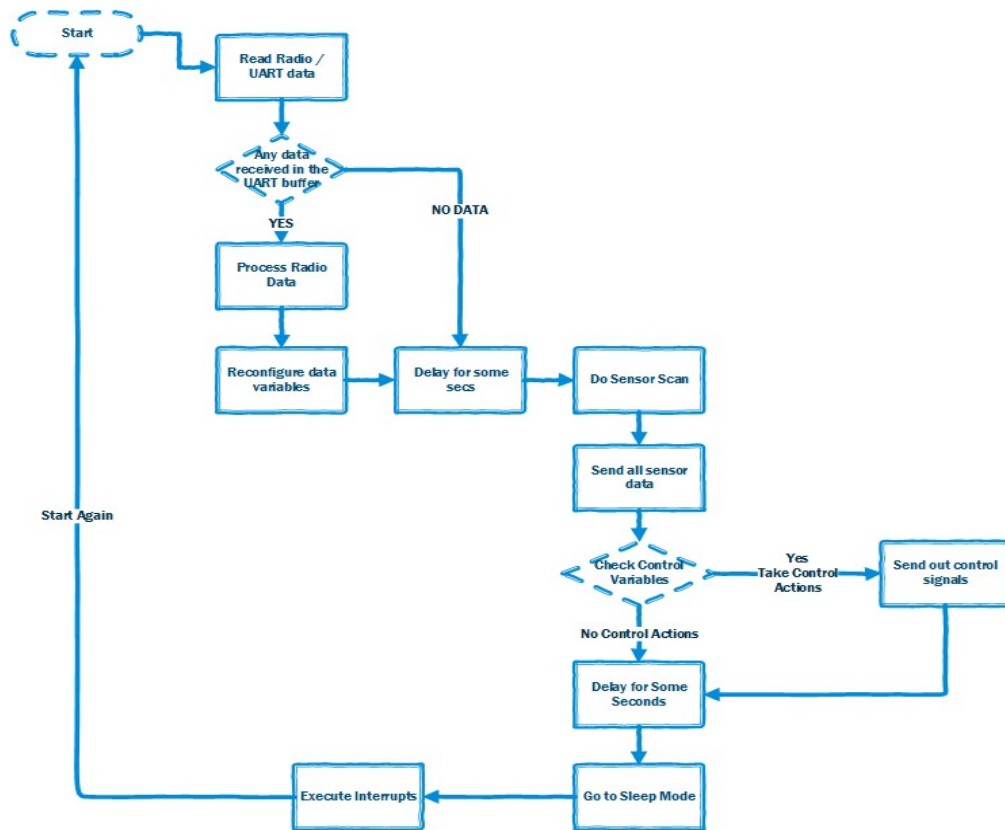 Start
Read Radio /
UART data
Any data
received in the
UART buffer
NO DATA
YES
Process Radio
Data
Reconfigure data
variables
Delay for some
secs
Do Sensor Scan
Send all sensor
data
Start Again
Check Control
Variables
Yes
Take Control
Actions
Send out control
signals
No Control Actions
Delay for Some
Seconds
Go to Sleep Mode
Execute Interrupts